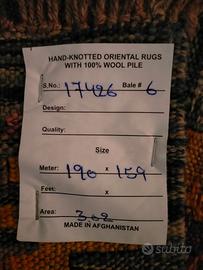 HAND-KNOTTED ORIENTAL RUGS
WITH 100% WOOL PILE
S.No.: 17426 Bale # 6
Design:
Quality:
Size
Meter: 190 x 159
Feet: x
Area: 302
MADE IN AFGHANISTAN
subito